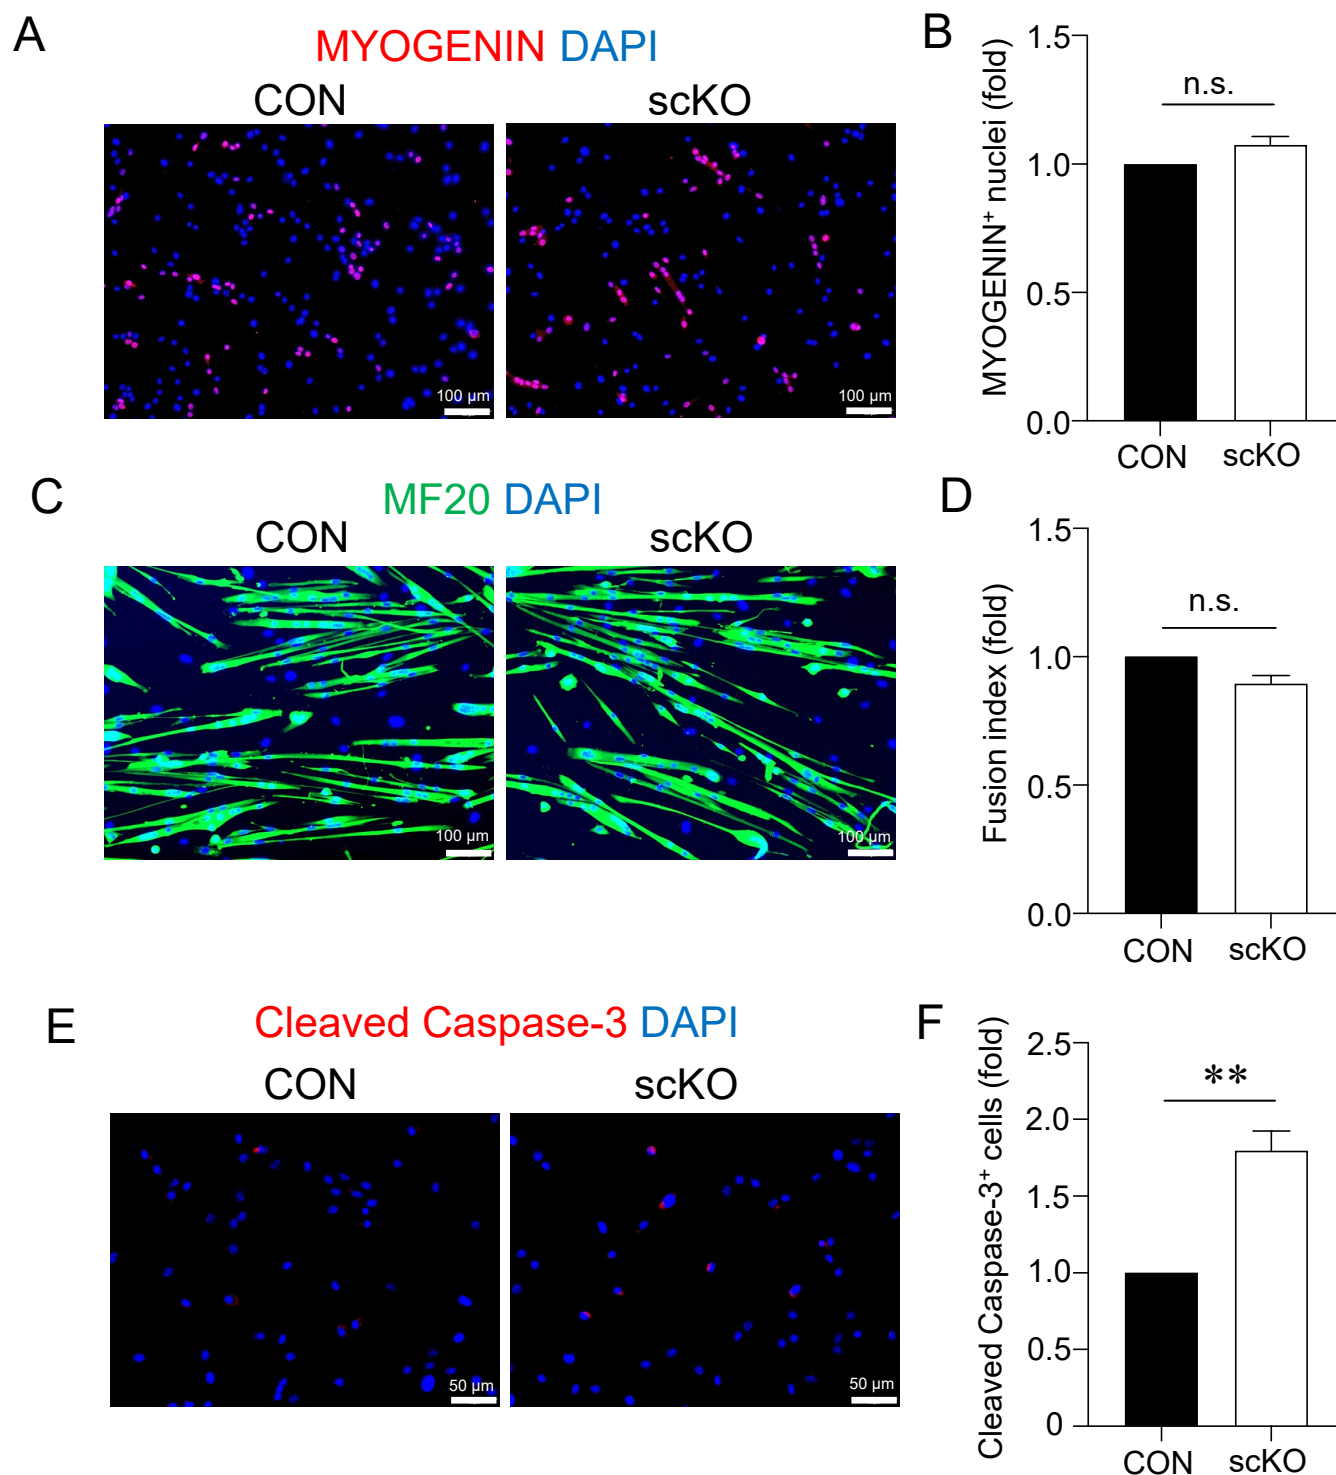 A
MYOGENIN DAPI
CON
scKO
100 µm
100 µm
B
MYOGENIN⁺ nuclei (fold)
1.5
1.0
0.5
0.0
n.s.
CON
scKO
C
MF20 DAPI
CON
scKO
100 µm
100 µm
D
Fusion index (fold)
1.5
1.0
0.5
0.0
n.s.
CON
scKO
E
Cleaved Caspase-3 DAPI
CON
scKO
50 µm
50 µm
F
Cleaved Caspase-3⁺ cells (fold)
2.5
2.0
1.5
1.0
0.5
0
**
CON
scKO